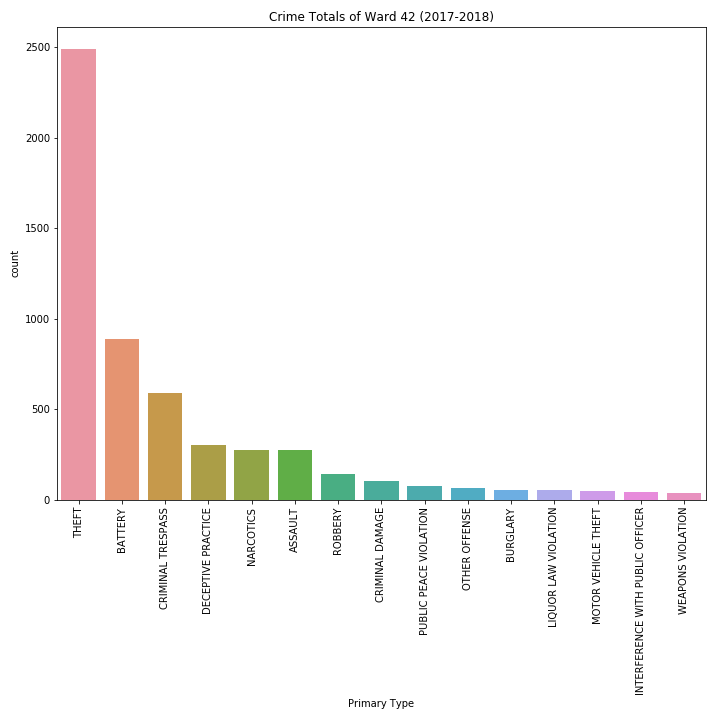 Crime Totals of Ward 42 (2017-2018)
2500
2000
1500
1000
500
0
count
THEFT
BATTERY
CRIMINAL TRESPASS
DECEPTIVE PRACTICE
NARCOTICS
ASSAULT
ROBBERY
CRIMINAL DAMAGE
PUBLIC PEACE VIOLATION
OTHER OFFENSE
BURGLARY
LIQUOR LAW VIOLATION
MOTOR VEHICLE THEFT
INTERFERENCE WITH PUBLIC OFFICER
WEAPONS VIOLATION
Primary Type